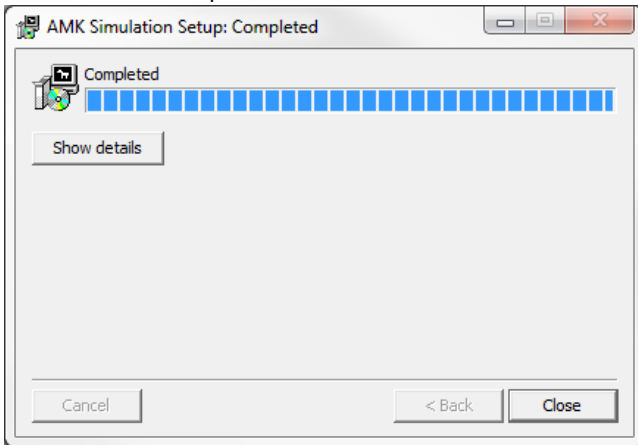 AMK Simulation Setup: Completed
Completed
Show details
Cancel
< Back
Close